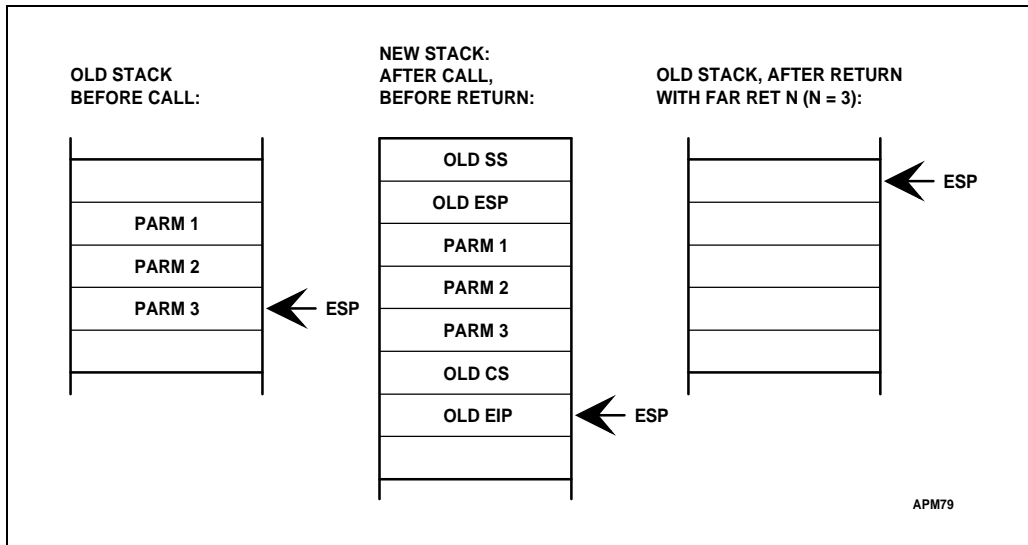 OLD STACK
BEFORE CALL:
PARM 1
PARM 2
PARM 3
ESP
NEW STACK:
AFTER CALL,
BEFORE RETURN:
OLD SS
OLD ESP
PARM 1
PARM 2
PARM 3
OLD CS
OLD EIP
ESP
OLD STACK, AFTER RETURN
WITH FAR RET N (N = 3):
ESP
APM79